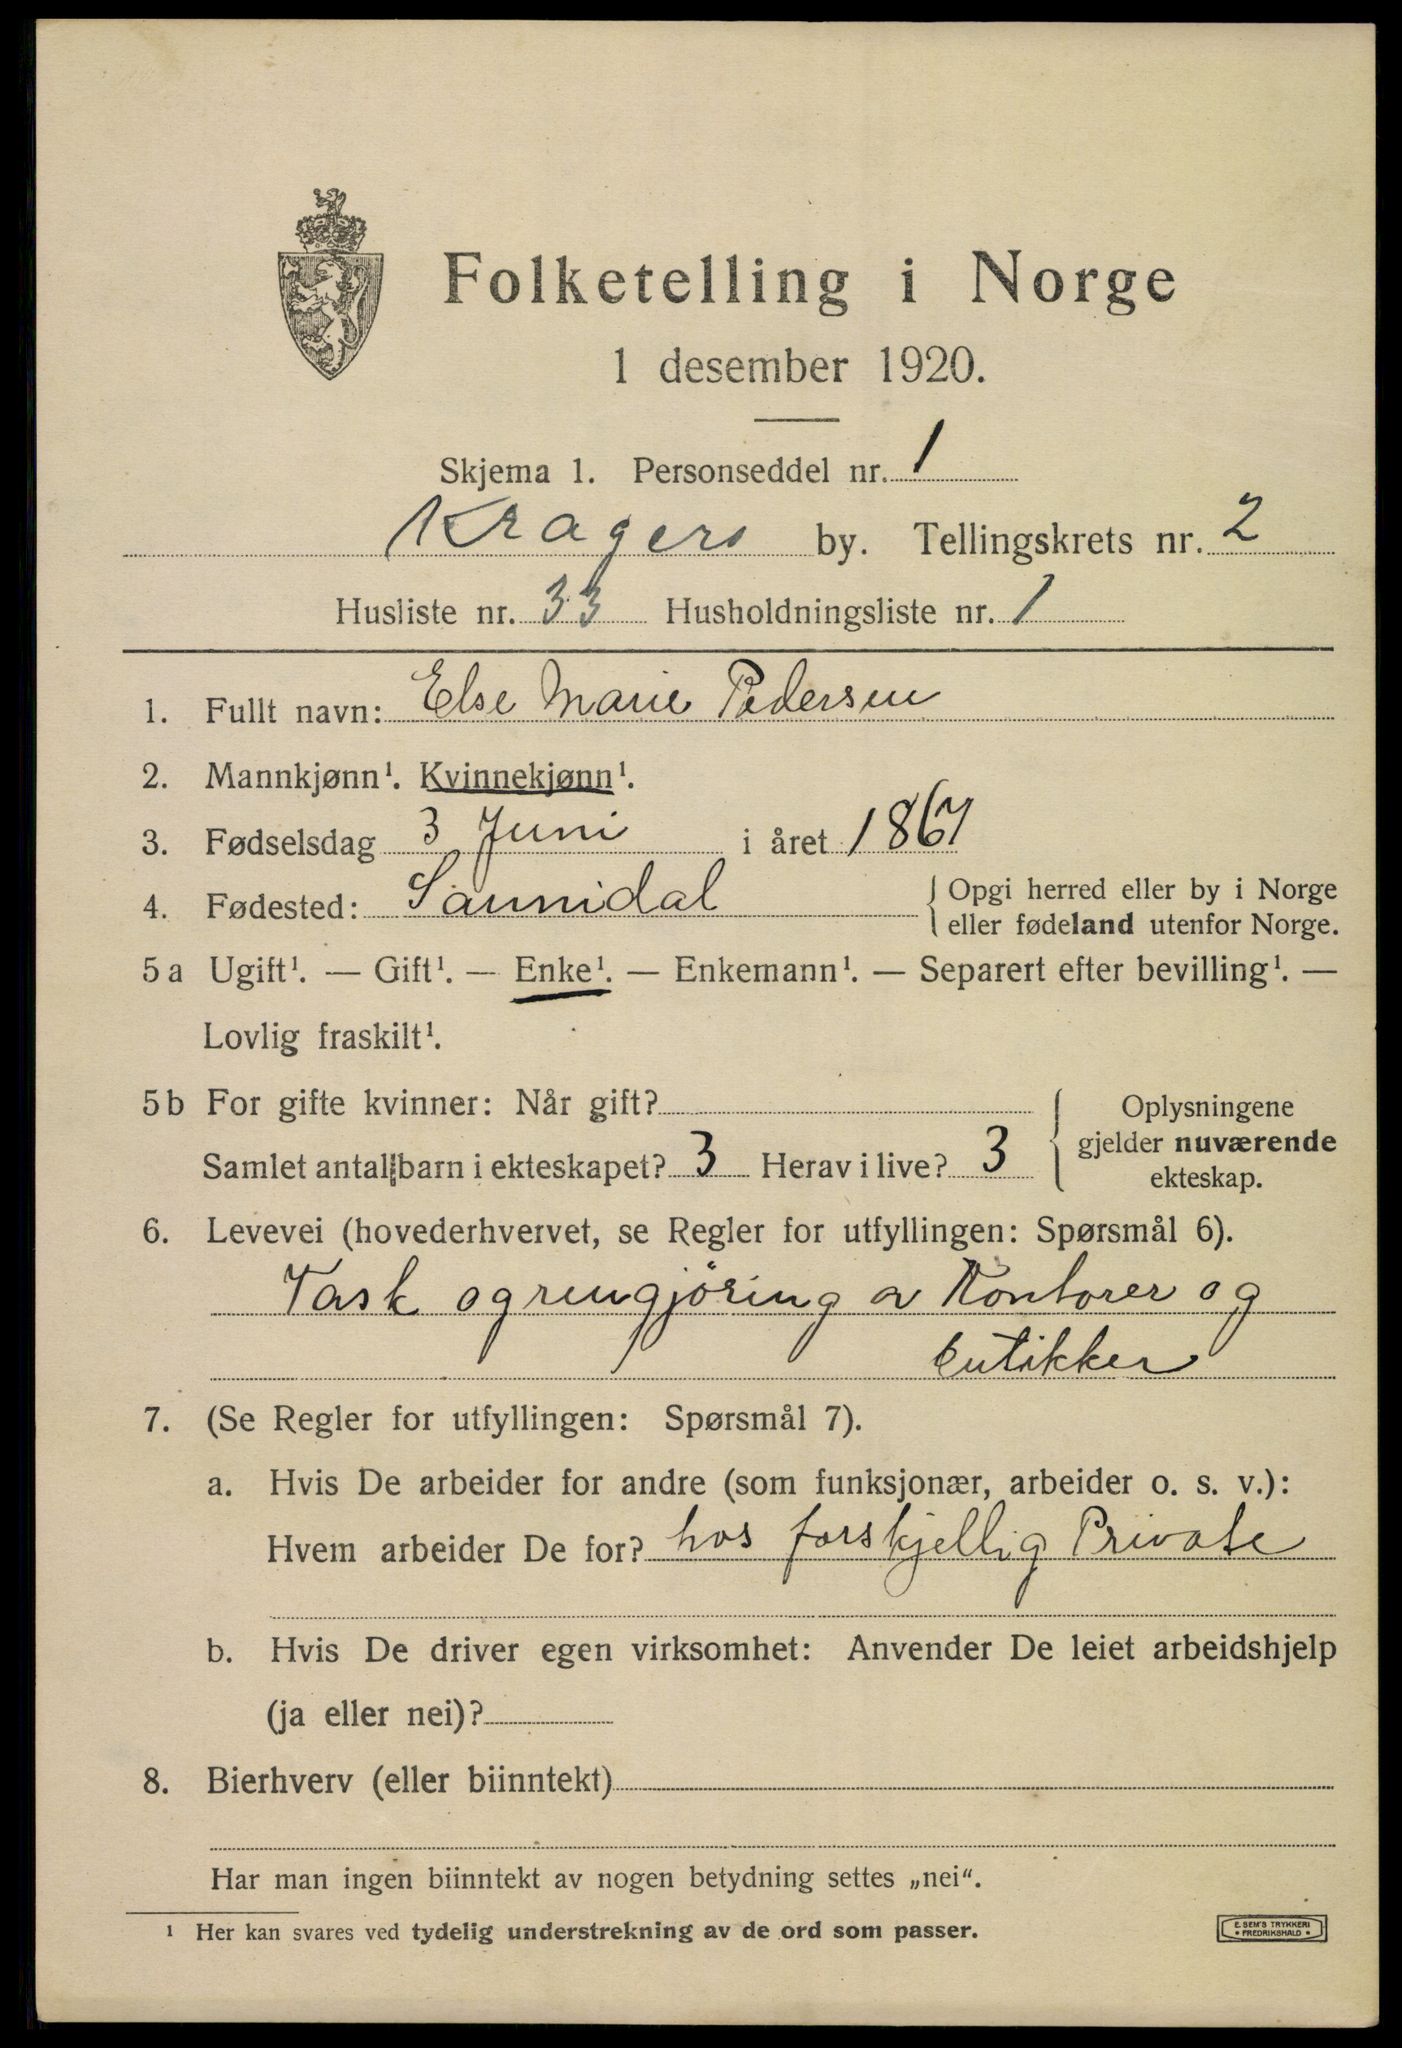 Folketelling i Norge
1 desember 1920.
Skjema 1. Personseddel nr. 1
Kragerø by. Tellingskrets nr. 2
Husliste nr. 33 Husholdningsliste nr. 1
1. Fullt navn: Else Marie Pedersen
2. Mannkjønn¹. Kvinnekjønn¹.
3. Fødselsdag 3 Juni i året 1867
4. Fødested: Sannidal { Opgi herred eller by i Norge
eller fødeland utenfor Norge.
5 a Ugift¹. — Gift¹. — Enke¹. — Enkemann¹. — Separert efter bevilling¹. —
Lovlig fraskilt¹.
5 b For gifte kvinner: Når gift? { Oplysningene
gjelder nuværende
ekteskap.
Samlet antal barn i ekteskapet? 3 Herav i live? 3
6. Levevei (hovederhvervet, se Regler for utfyllingen: Spørsmål 6).
Vask og rengjöring av Kontorer og
butikker
7. (Se Regler for utfyllingen: Spørsmål 7).
a. Hvis De arbeider for andre (som funksjonær, arbeider o. s. v.):
Hvem arbeider De for? hos forskjellig Private
b. Hvis De driver egen virksomhet: Anvender De leiet arbeidshjelp
(ja eller nei)?
8. Bierhverv (eller biinntekt)
Har man ingen biinntekt av nogen betydning settes „nei“.
¹ Her kan svares ved tydelig understrekning av de ord som passer.
E. SEM'S TRYKKERI
• FREDRIKSHALD •